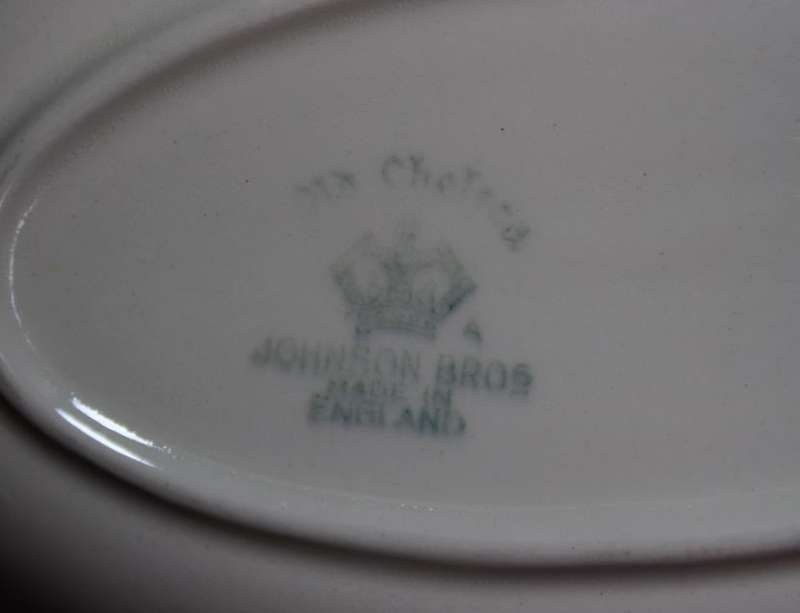 Chelsea
A
JOHNSON BROS
MADE IN
ENGLAND